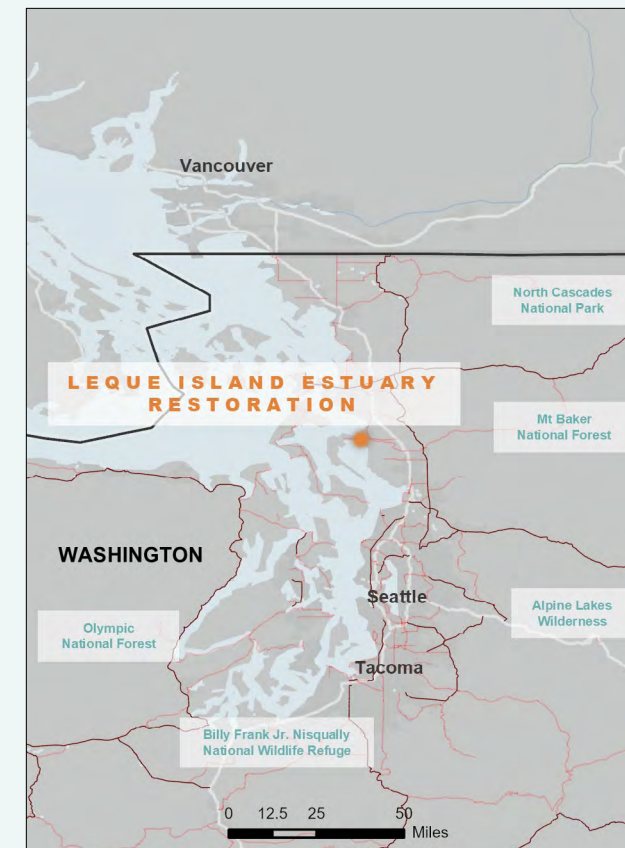 Vancouver
North Cascades
National Park
LEQUE ISLAND ESTUARY
RESTORATION
Mt Baker
National Forest
WASHINGTON
Seattle
Alpine Lakes
Wilderness
Olympic
National Forest
Tacoma
Billy Frank Jr. Nisqually
National Wildlife Refuge
0 12.5 25 50
Miles